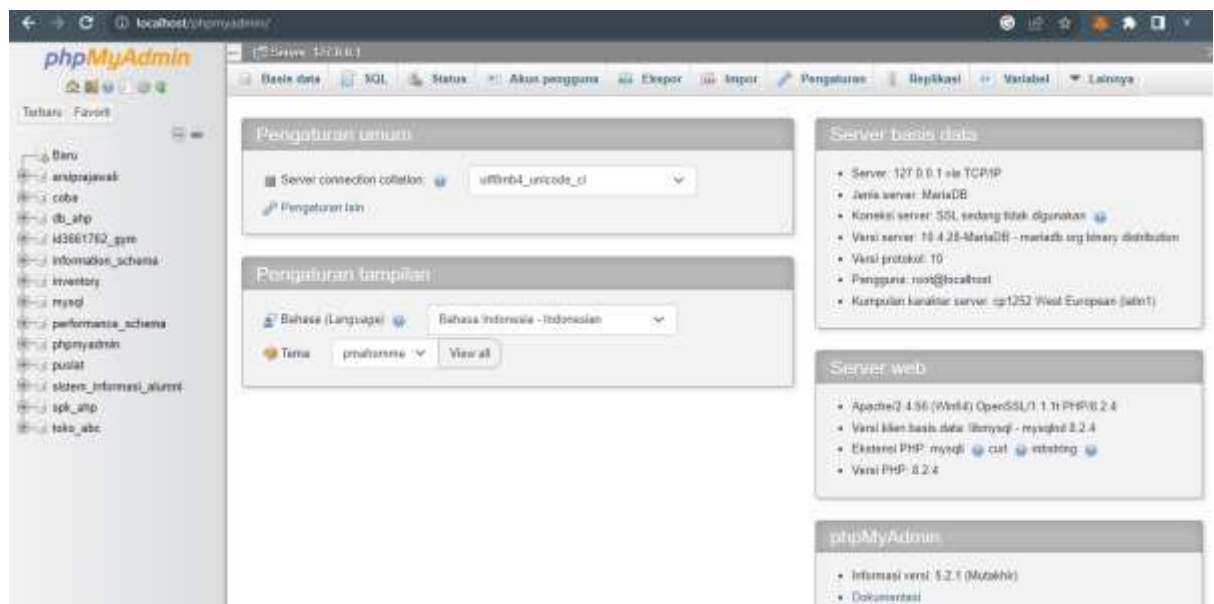 localhost/phpmyadmin/
phpMyAdmin
Terbaru Favorit
Baru
arsiprajawali
coba
db_ahp
id3661762_gym
information_schema
inventory
mysql
performance_schema
phpmyadmin
puslat
sistem_informasi_alumni
spk_ahp
toko_abc
Server: 127.0.0.1
Basis data SQL Status Akun pengguna Ekspor Impor Pengaturan Replikasi Variabel Lainnya
Pengaturan umum
Server connection collation: utf8mb4_unicode_ci
Pengaturan lain
Pengaturan tampilan
Bahasa (Language) Bahasa Indonesia - Indonesian
Tema pmahomme View all
Server basis data
Server: 127.0.0.1 via TCP/IP
Jenis server: MariaDB
Koneksi server: SSL sedang tidak digunakan
Versi server: 10.4.28-MariaDB - mariadb.org binary distribution
Versi protokol: 10
Pengguna: root@localhost
Kumpulan karakter server: cp1252 West European (latin1)
Server web
Apache/2.4.56 (Win64) OpenSSL/1.1.1t PHP/8.2.4
Versi klien basis data: libmysql - mysqlnd 8.2.4
Ekstensi PHP: mysqli curl mbstring
Versi PHP: 8.2.4
phpMyAdmin
Informasi versi: 5.2.1 (Mutakhir)
Dokumentasi